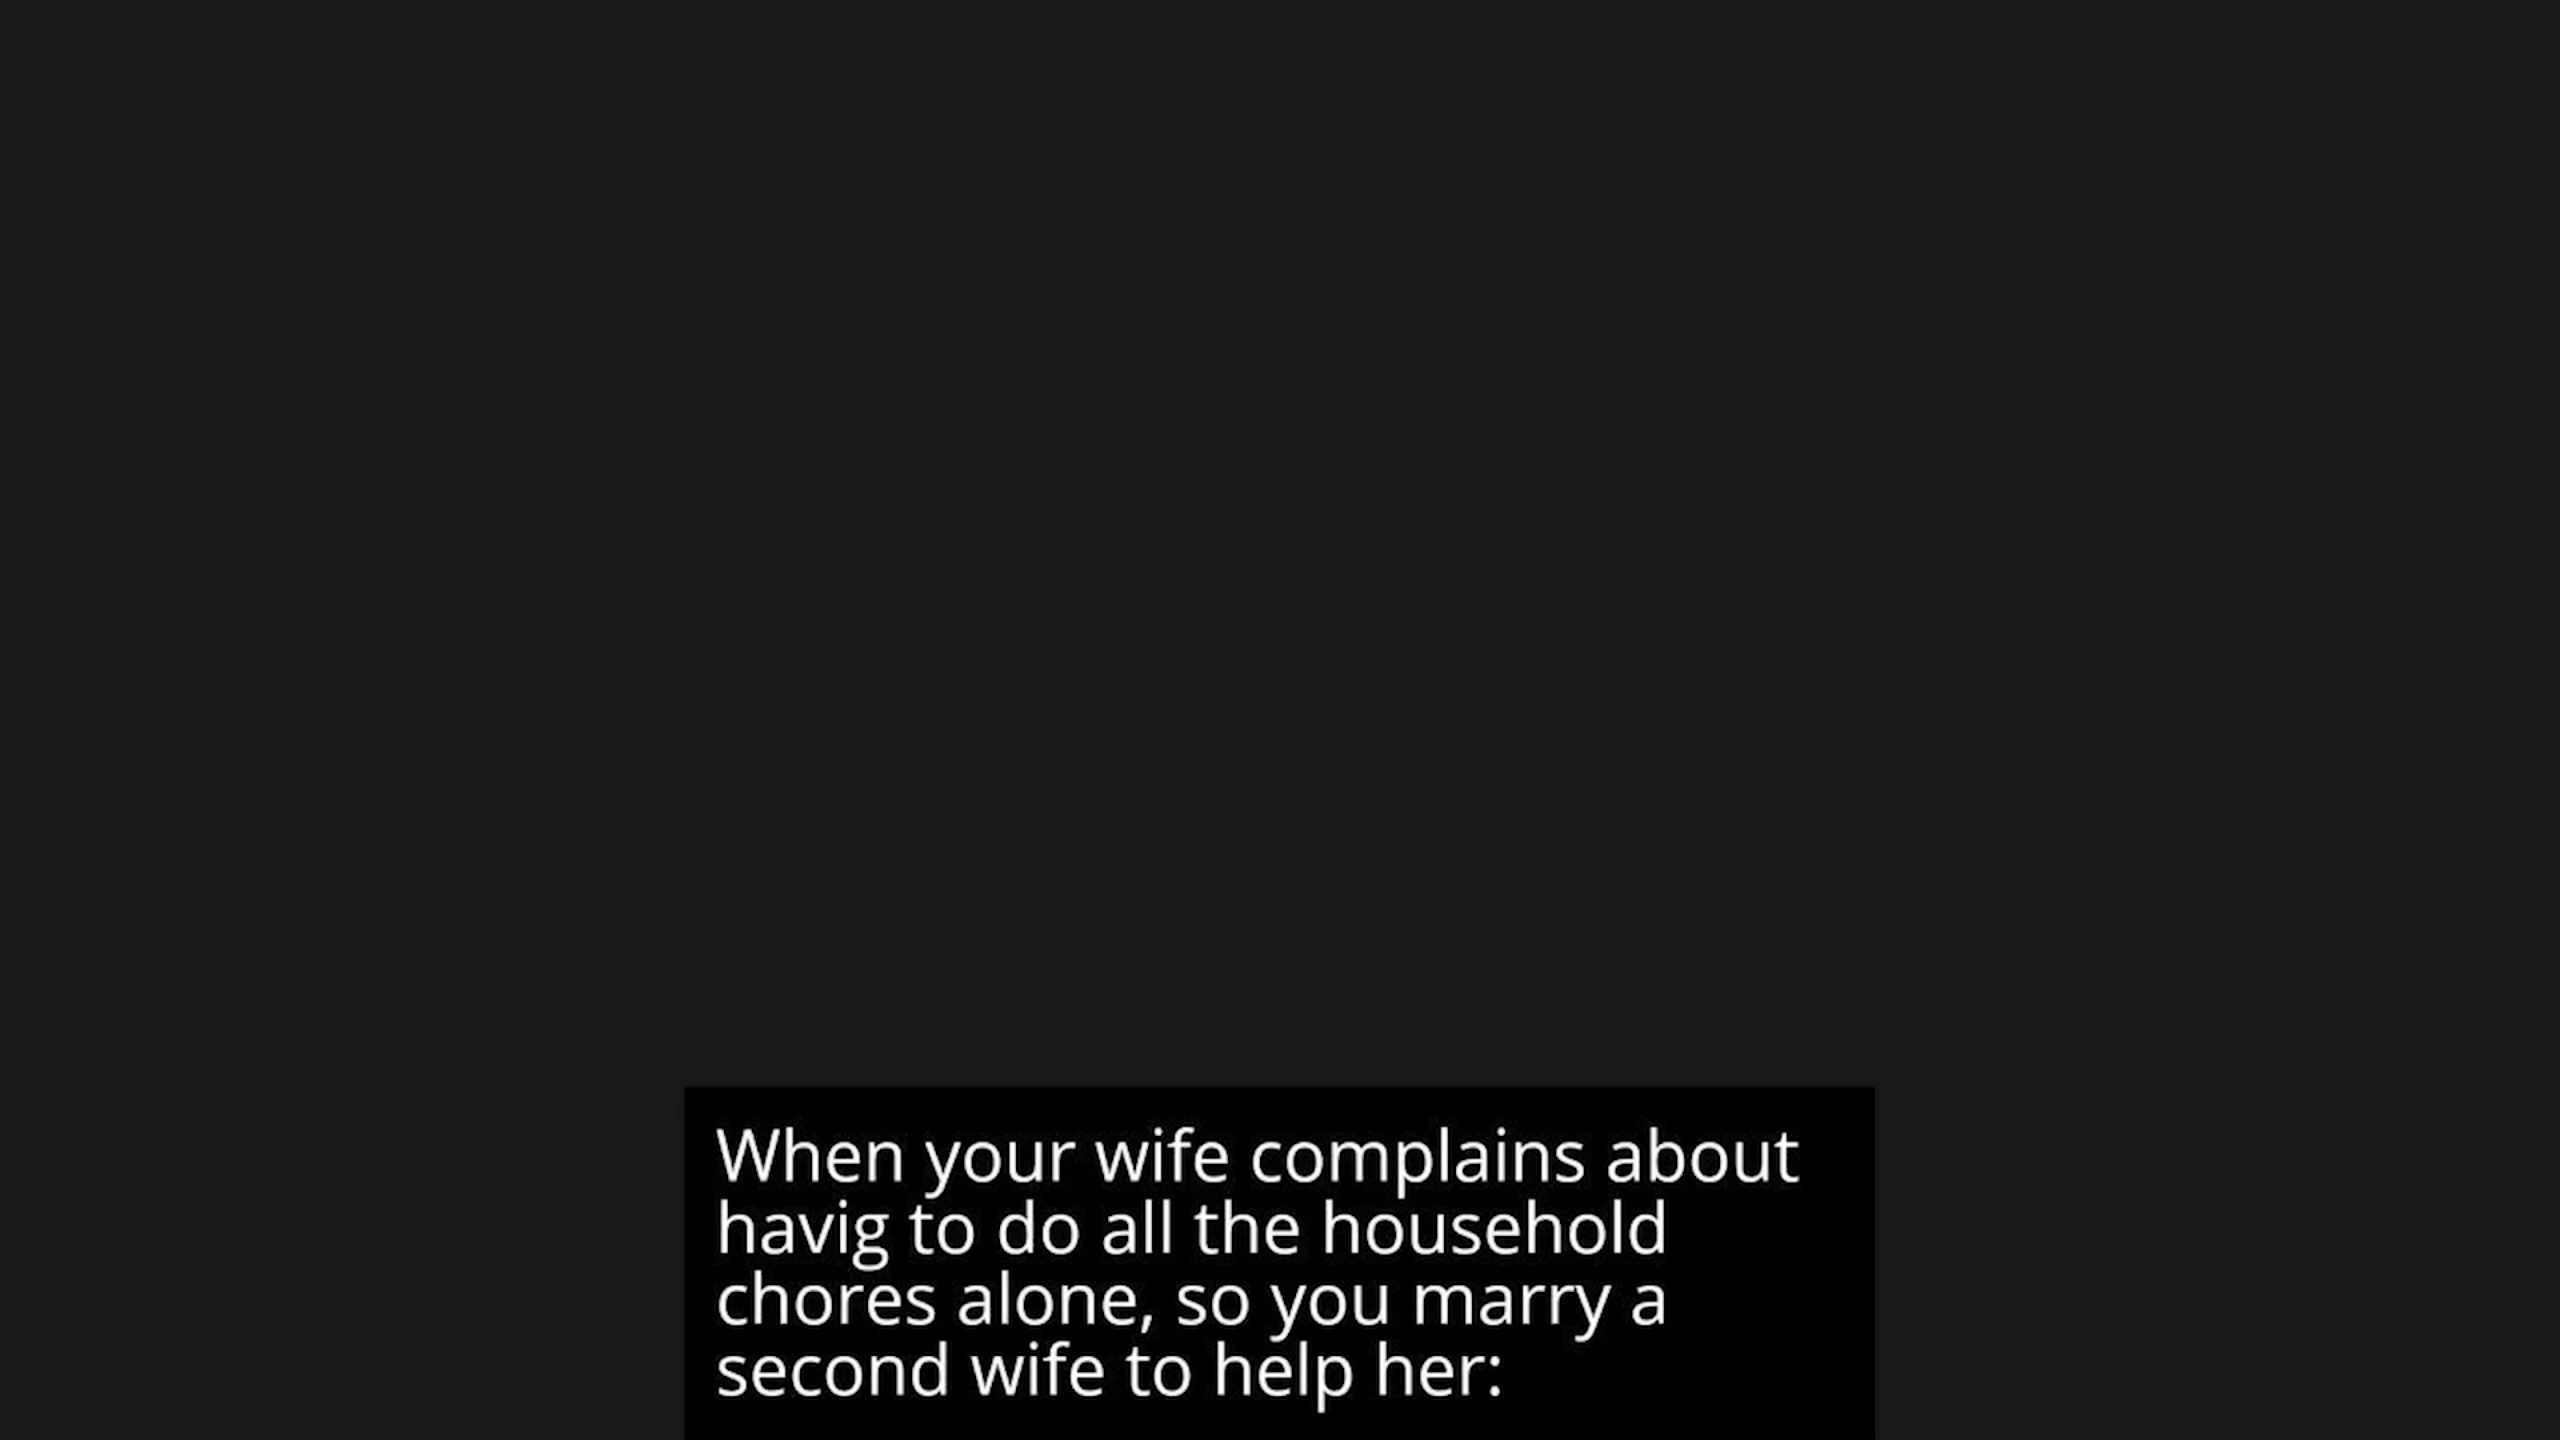 When your wife complains about
havig to do all the household
chores alone, so you marry a
second wife to help her: